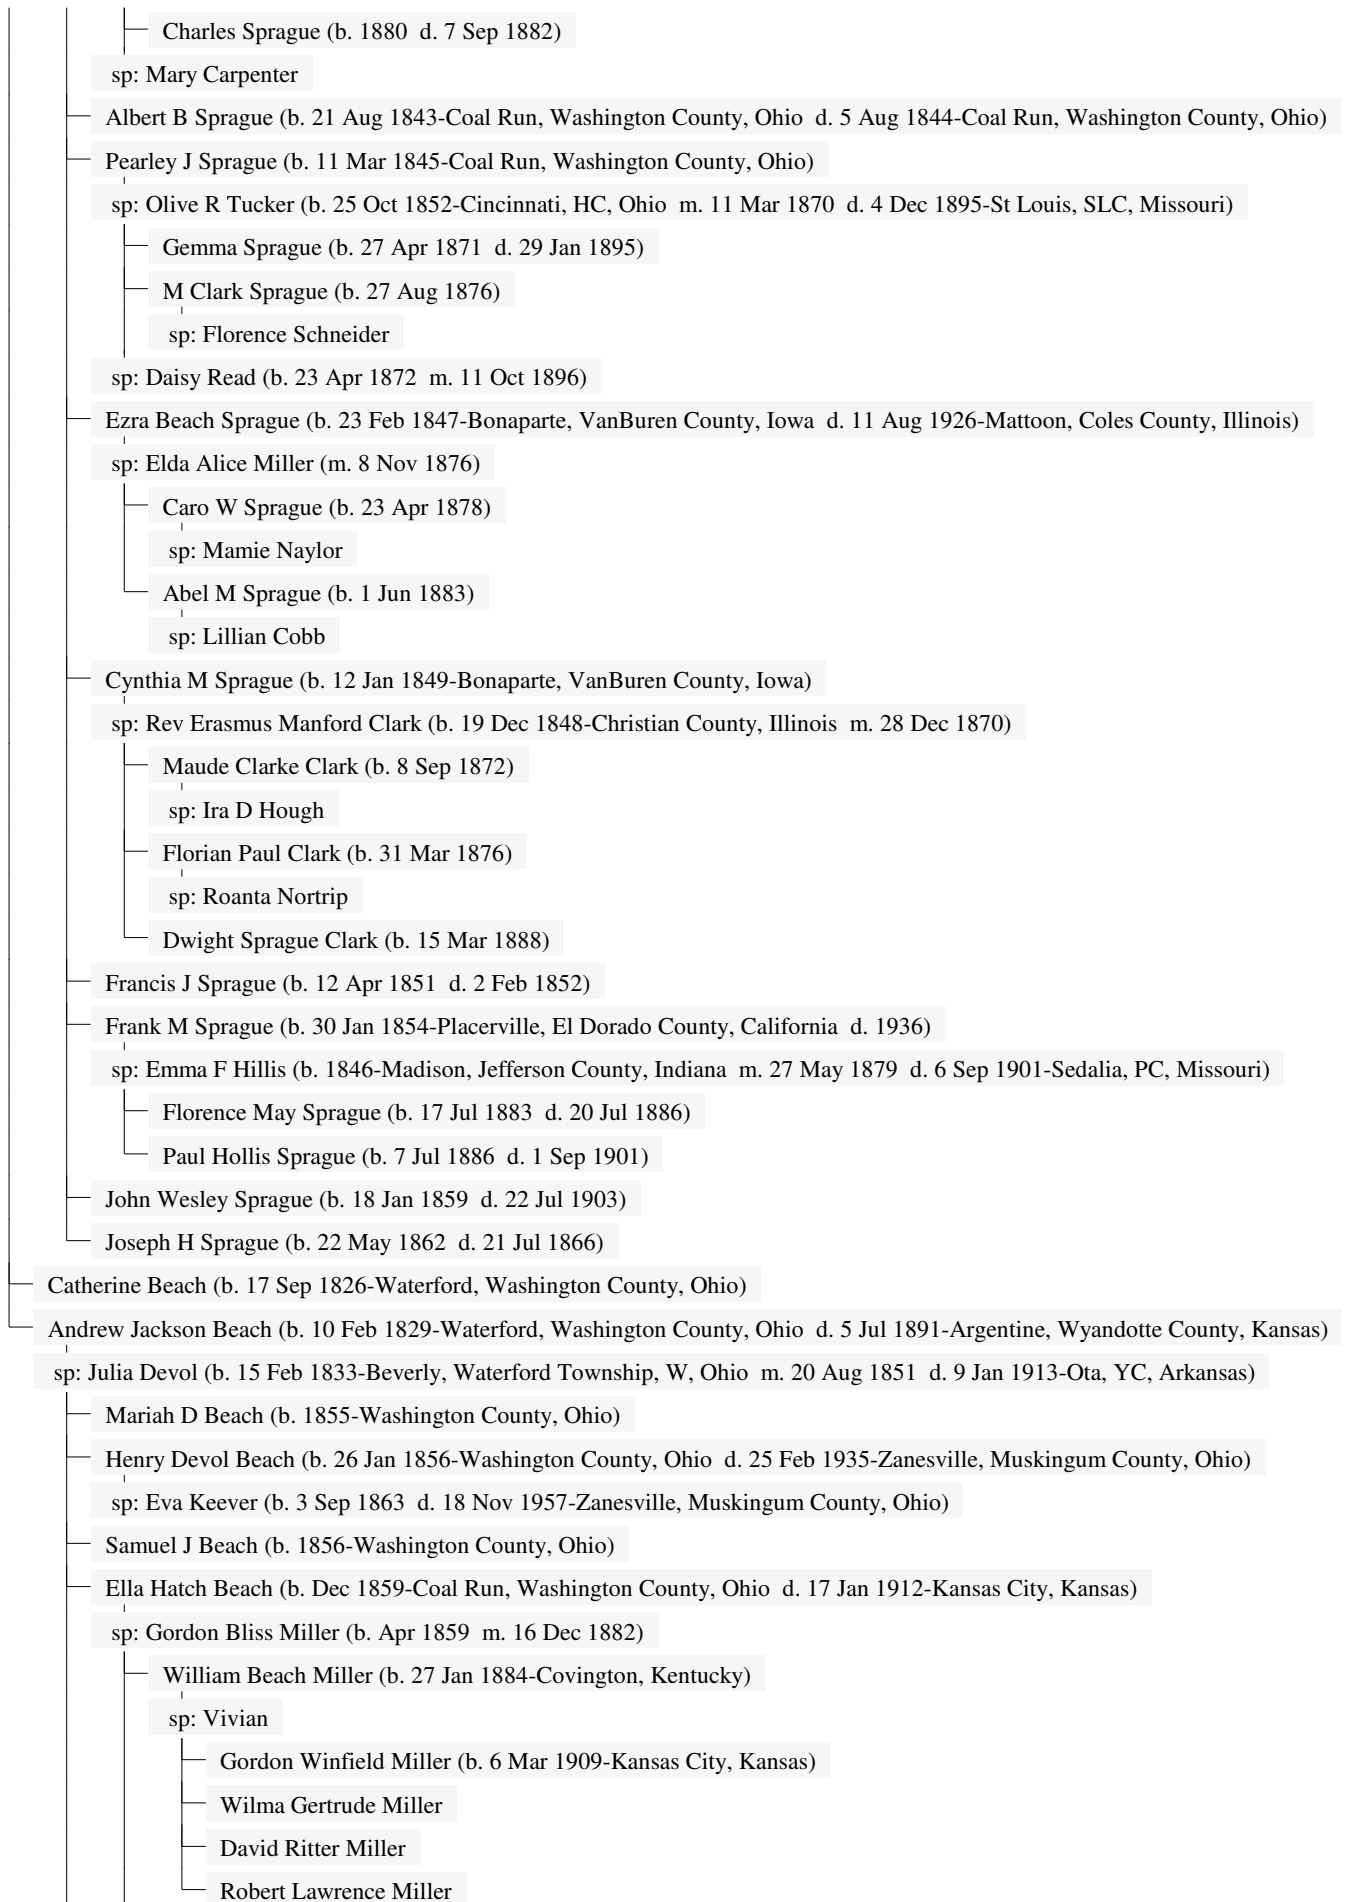 Charles Sprague (b. 1880 d. 7 Sep 1882)
sp: Mary Carpenter
Albert B Sprague (b. 21 Aug 1843-Coal Run, Washington County, Ohio d. 5 Aug 1844-Coal Run, Washington County, Ohio)
Pearley J Sprague (b. 11 Mar 1845-Coal Run, Washington County, Ohio)
sp: Olive R Tucker (b. 25 Oct 1852-Cincinnati, HC, Ohio m. 11 Mar 1870 d. 4 Dec 1895-St Louis, SLC, Missouri)
Gemma Sprague (b. 27 Apr 1871 d. 29 Jan 1895)
M Clark Sprague (b. 27 Aug 1876)
sp: Florence Schneider
sp: Daisy Read (b. 23 Apr 1872 m. 11 Oct 1896)
Ezra Beach Sprague (b. 23 Feb 1847-Bonaparte, VanBuren County, Iowa d. 11 Aug 1926-Mattoon, Coles County, Illinois)
sp: Elda Alice Miller (m. 8 Nov 1876)
Caro W Sprague (b. 23 Apr 1878)
sp: Mamie Naylor
Abel M Sprague (b. 1 Jun 1883)
sp: Lillian Cobb
Cynthia M Sprague (b. 12 Jan 1849-Bonaparte, VanBuren County, Iowa)
sp: Rev Erasmus Manford Clark (b. 19 Dec 1848-Christian County, Illinois m. 28 Dec 1870)
Maude Clarke Clark (b. 8 Sep 1872)
sp: Ira D Hough
Florian Paul Clark (b. 31 Mar 1876)
sp: Roanta Nortrip
Dwight Sprague Clark (b. 15 Mar 1888)
Francis J Sprague (b. 12 Apr 1851 d. 2 Feb 1852)
Frank M Sprague (b. 30 Jan 1854-Placerville, El Dorado County, California d. 1936)
sp: Emma F Hillis (b. 1846-Madison, Jefferson County, Indiana m. 27 May 1879 d. 6 Sep 1901-Sedalia, PC, Missouri)
Florence May Sprague (b. 17 Jul 1883 d. 20 Jul 1886)
Paul Hollis Sprague (b. 7 Jul 1886 d. 1 Sep 1901)
John Wesley Sprague (b. 18 Jan 1859 d. 22 Jul 1903)
Joseph H Sprague (b. 22 May 1862 d. 21 Jul 1866)
Catherine Beach (b. 17 Sep 1826-Waterford, Washington County, Ohio)
Andrew Jackson Beach (b. 10 Feb 1829-Waterford, Washington County, Ohio d. 5 Jul 1891-Argentine, Wyandotte County, Kansas)
sp: Julia Devol (b. 15 Feb 1833-Beverly, Waterford Township, W, Ohio m. 20 Aug 1851 d. 9 Jan 1913-Ota, YC, Arkansas)
Mariah D Beach (b. 1855-Washington County, Ohio)
Henry Devol Beach (b. 26 Jan 1856-Washington County, Ohio d. 25 Feb 1935-Zanesville, Muskingum County, Ohio)
sp: Eva Keever (b. 3 Sep 1863 d. 18 Nov 1957-Zanesville, Muskingum County, Ohio)
Samuel J Beach (b. 1856-Washington County, Ohio)
Ella Hatch Beach (b. Dec 1859-Coal Run, Washington County, Ohio d. 17 Jan 1912-Kansas City, Kansas)
sp: Gordon Bliss Miller (b. Apr 1859 m. 16 Dec 1882)
William Beach Miller (b. 27 Jan 1884-Covington, Kentucky)
sp: Vivian
Gordon Winfield Miller (b. 6 Mar 1909-Kansas City, Kansas)
Wilma Gertrude Miller
David Ritter Miller
Robert Lawrence Miller